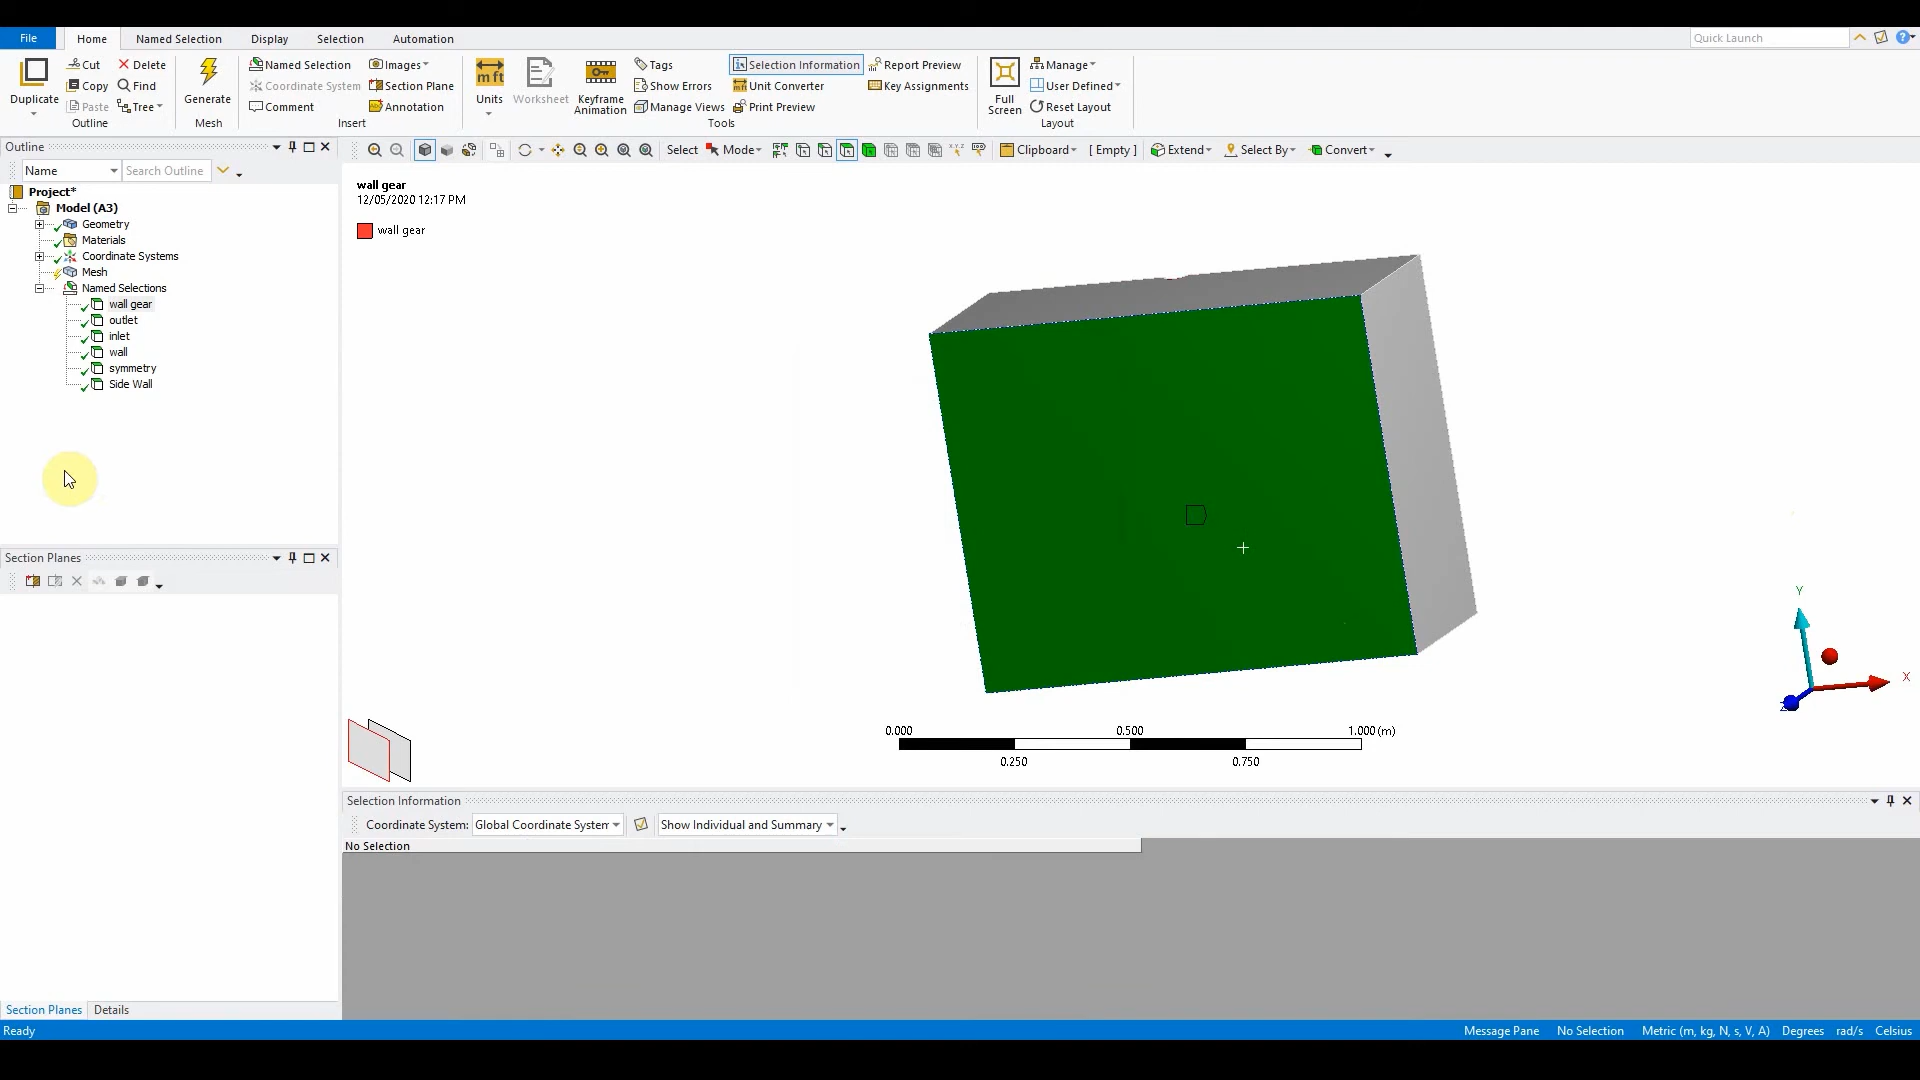 File
Home
Named Selection
Display
Selection
Automation
Quick Launch
Duplicate
Cut
Copy
Paste
Delete
Find
Tree
Outline
Generate
Mesh
Named Selection
Coordinate System
Comment
Images
Section Plane
Annotation
Insert
m ft
Units
Worksheet
Keyframe
Animation
Tags
Show Errors
Manage Views
Selection Information
Unit Converter
Print Preview
Report Preview
Key Assignments
Tools
Full
Screen
Manage
User Defined
Reset Layout
Layout
Outline
Name
Search Outline
Select
Mode
Clipboard
[ Empty ]
Extend
Select By
Convert
Project*
Model (A3)
Geometry
Materials
Coordinate Systems
Mesh
Named Selections
wall gear
outlet
inlet
wall
symmetry
Side Wall
wall gear
12/05/2020 12:17 PM
wall gear
Section Planes
Y
X
Z
0.000
0.500
1.000 (m)
0.250
0.750
Selection Information
Coordinate System: Global Coordinate System
Show Individual and Summary
No Selection
Section Planes
Details
Ready
Message Pane
No Selection
Metric (m, kg, N, s, V, A)
Degrees
rad/s
Celsius